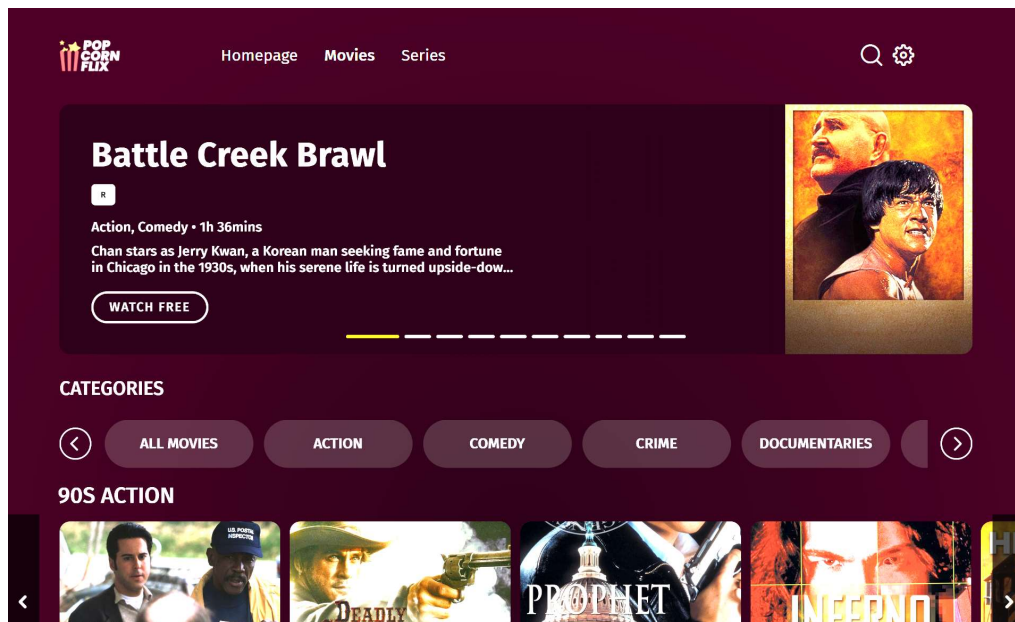 POP
CORN
FLIX
Homepage Movies Series
Battle Creek Brawl
R
Action, Comedy • 1h 36mins
Chan stars as Jerry Kwan, a Korean man seeking fame and fortune
in Chicago in the 1930s, when his serene life is turned upside-dow...
WATCH FREE
CATEGORIES
ALL MOVIES ACTION COMEDY CRIME DOCUMENTARIES
90S ACTION
U.S. POSTAL
INSPECTOR
DEADLY
PROPHET
INFERNO